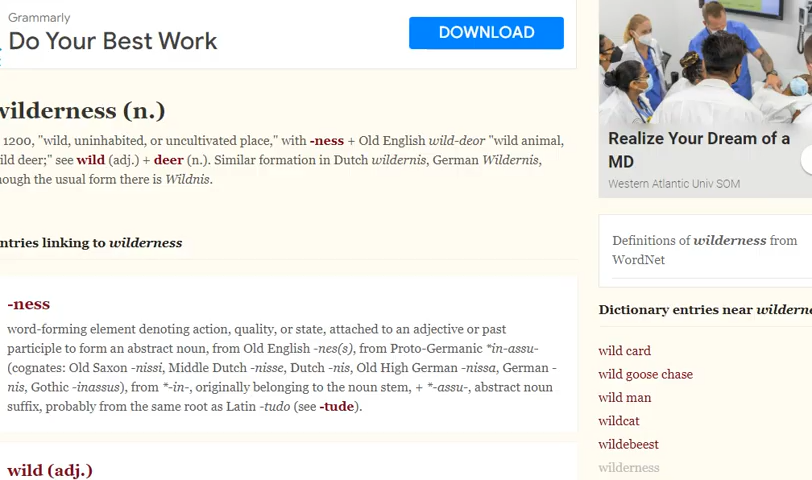 Grammarly
Do Your Best Work
DOWNLOAD
wilderness (n.)
1200, "wild, uninhabited, or uncultivated place," with -ness + Old English wild-deor "wild animal,
ild deer;" see wild (adj.) + deer (n.). Similar formation in Dutch wildernis, German Wildernis,
hough the usual form there is Wildnis.
ntries linking to wilderness
-ness
word-forming element denoting action, quality, or state, attached to an adjective or past
participle to form an abstract noun, from Old English -nes(s), from Proto-Germanic *in-assu-
(cognates: Old Saxon -nissi, Middle Dutch -nisse, Dutch -nis, Old High German -nissa, German -
nis, Gothic -inassus), from *-in-, originally belonging to the noun stem, + *-assu-, abstract noun
suffix, probably from the same root as Latin -tudo (see -tude).
wild (adj.)
Realize Your Dream of a
MD
Western Atlantic Univ SOM
Definitions of wilderness from
WordNet
Dictionary entries near wilderne
wild card
wild goose chase
wild man
wildcat
wildebeest
wilderness